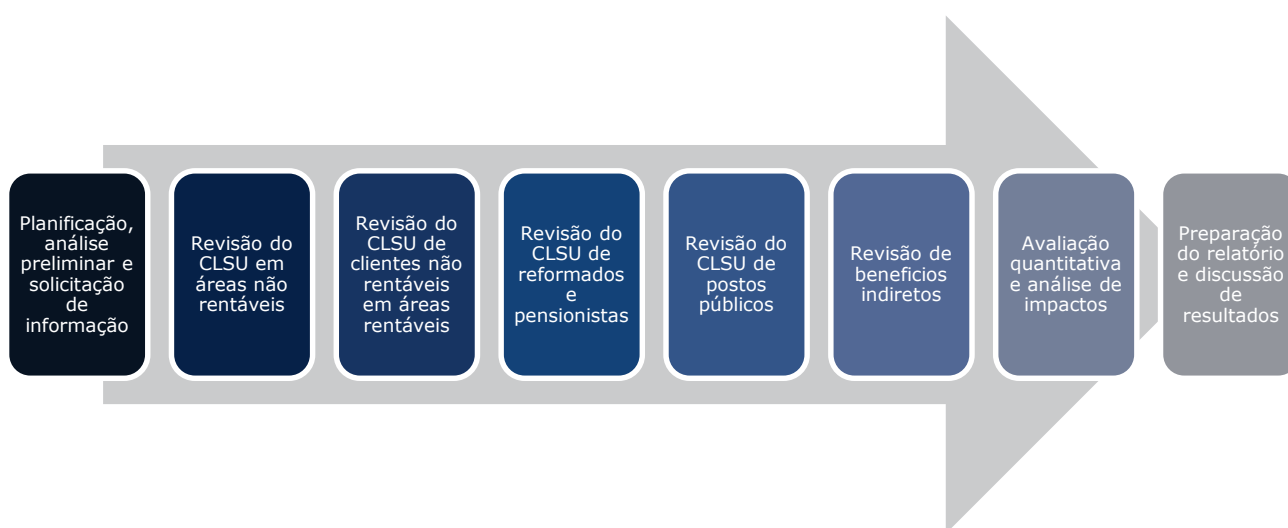 Planificação,
análise
preliminar e
solicitação
de
informação
Revisão do
CLSU em
áreas não
rentáveis
Revisão do
CLSU de
clientes não
rentáveis
em áreas
rentáveis
Revisão do
CLSU de
reformados
e
pensionistas
Revisão do
CLSU de
postos
públicos
Revisão de
beneficios
indiretos
Avaliação
quantitativa
e análise de
impactos
Preparação
do relatório
e discussão
de
resultados